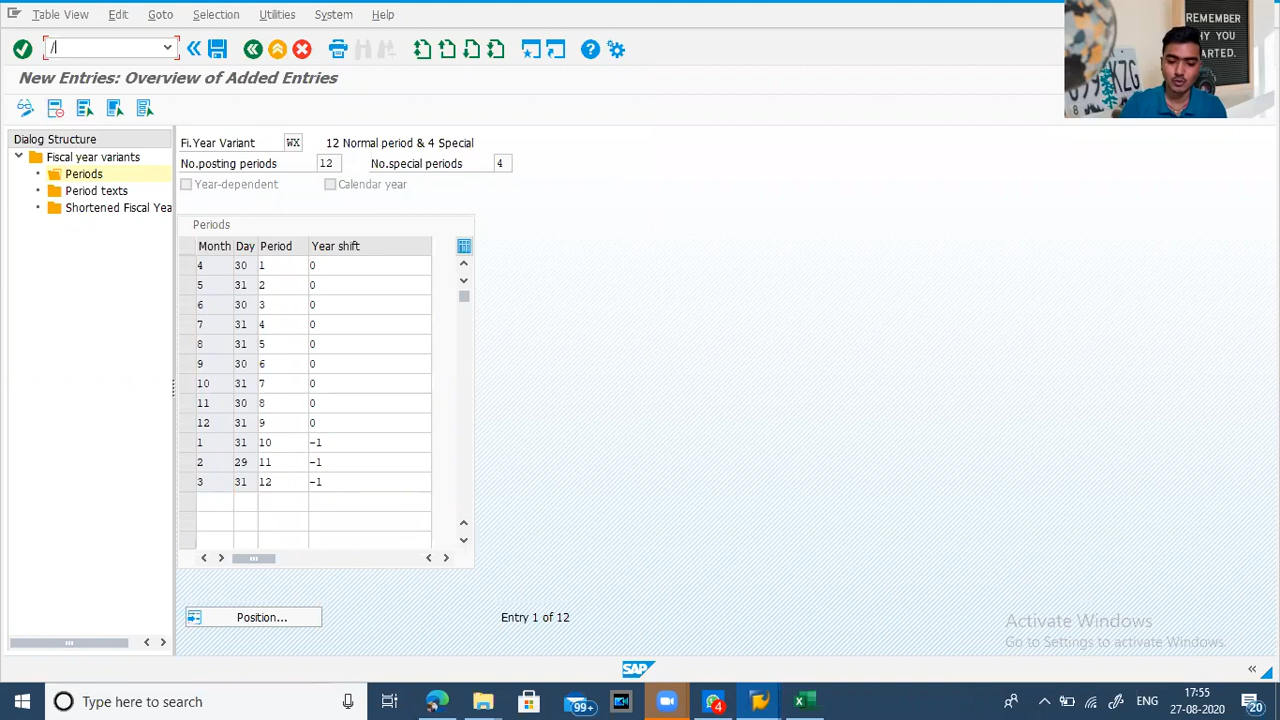 Table View Edit Goto Selection Utilities System Help
/
New Entries: Overview of Added Entries
REMEMBER
WHY YOU
STARTED.
KZG
Dialog Structure
Fiscal year variants
Periods
Period texts
Shortened Fiscal Yea
Fi.Year Variant WX 12 Normal period & 4 Special
No.posting periods 12 No.special periods 4
Year-dependent Calendar year
Periods
Month Day Period Year shift
4 30 1 0
5 31 2 0
6 30 3 0
7 31 4 0
8 31 5 0
9 30 6 0
10 31 7 0
11 30 8 0
12 31 9 0
1 31 10 -1
2 29 11 -1
3 31 12 -1
Position... Entry 1 of 12
Activate Windows
Go to Settings to activate Windows.
SAP
Type here to search
99+
4
ENG
17:55
27-08-2020
20